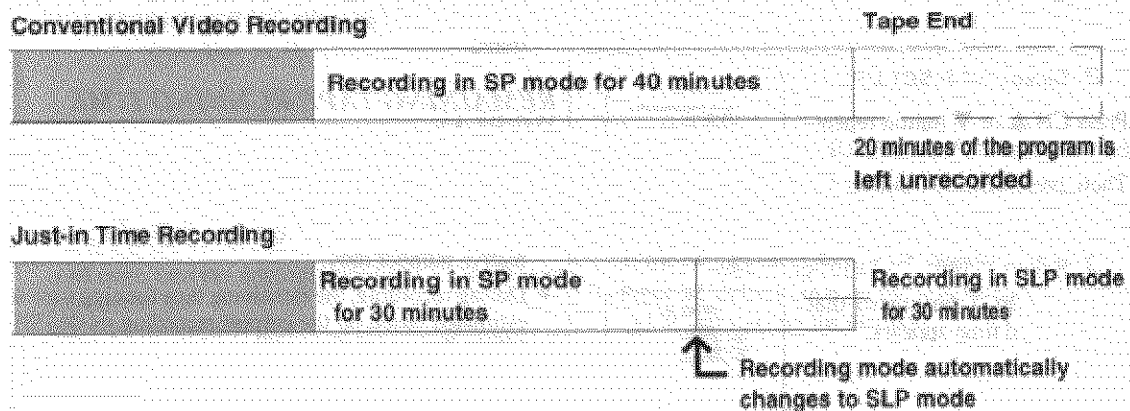 Conventional Video Recording
Tape End
Recording in SP mode for 40 minutes
20 minutes of the program is
left unrecorded
Just-in Time Recording
Recording in SP mode
for 30 minutes
Recording in SLP mode
for 30 minutes
Recording mode automatically
changes to SLP mode